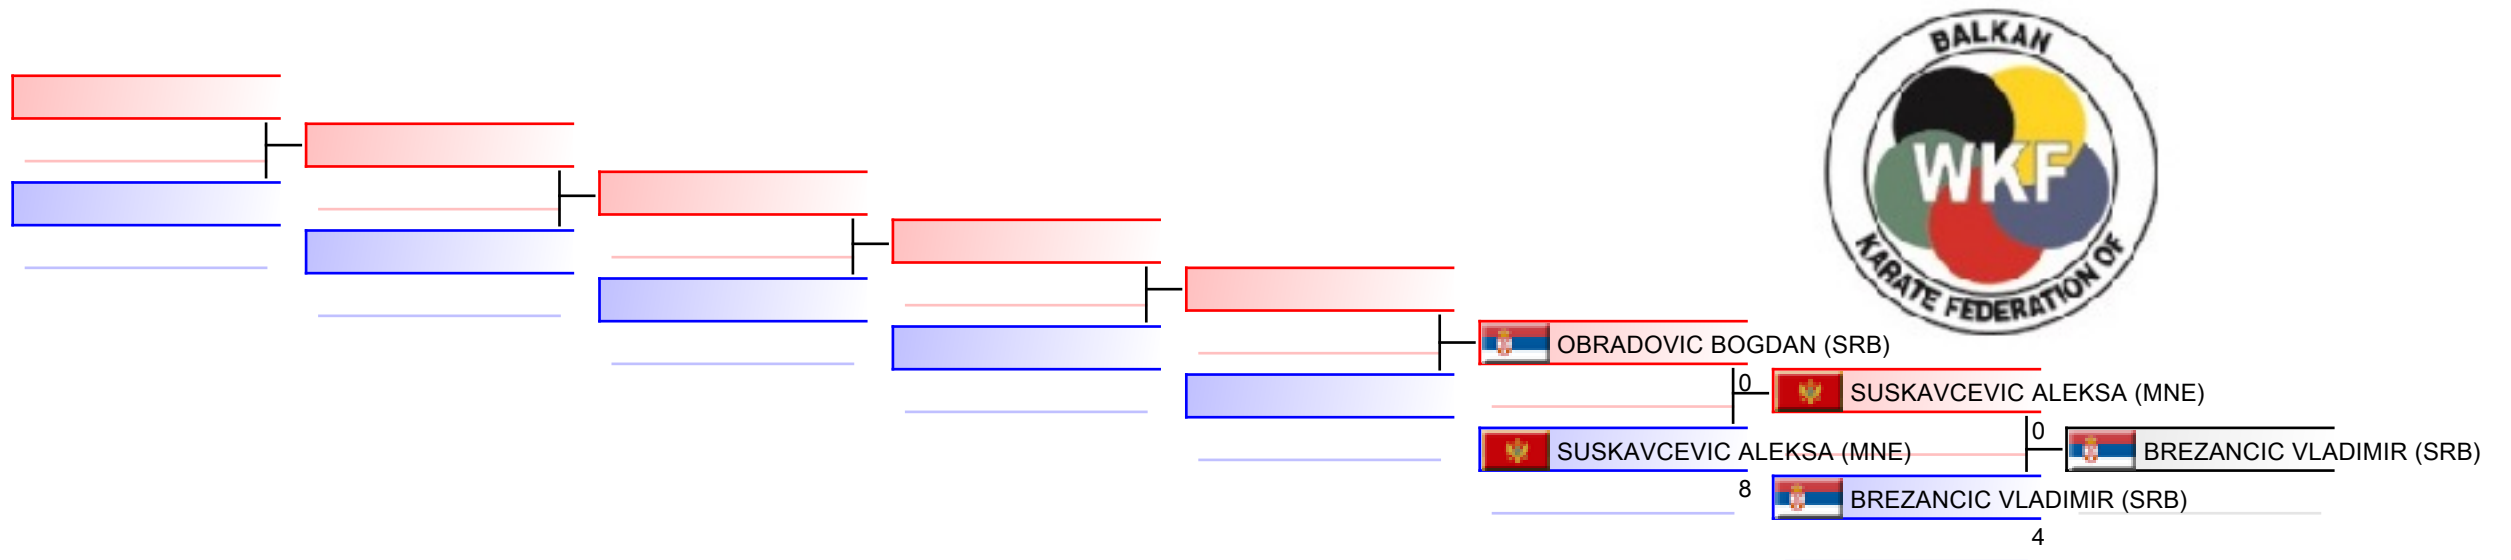 BALKAN
WKF
KARATE FEDERATION OF
OBRADOVIC BOGDAN (SRB)
0
SUSKAVCEVIC ALEKSA (MNE)
SUSKAVCEVIC ALEKSA (MNE)
8
0
BREZANCIC VLADIMIR (SRB)
BREZANCIC VLADIMIR (SRB)
4